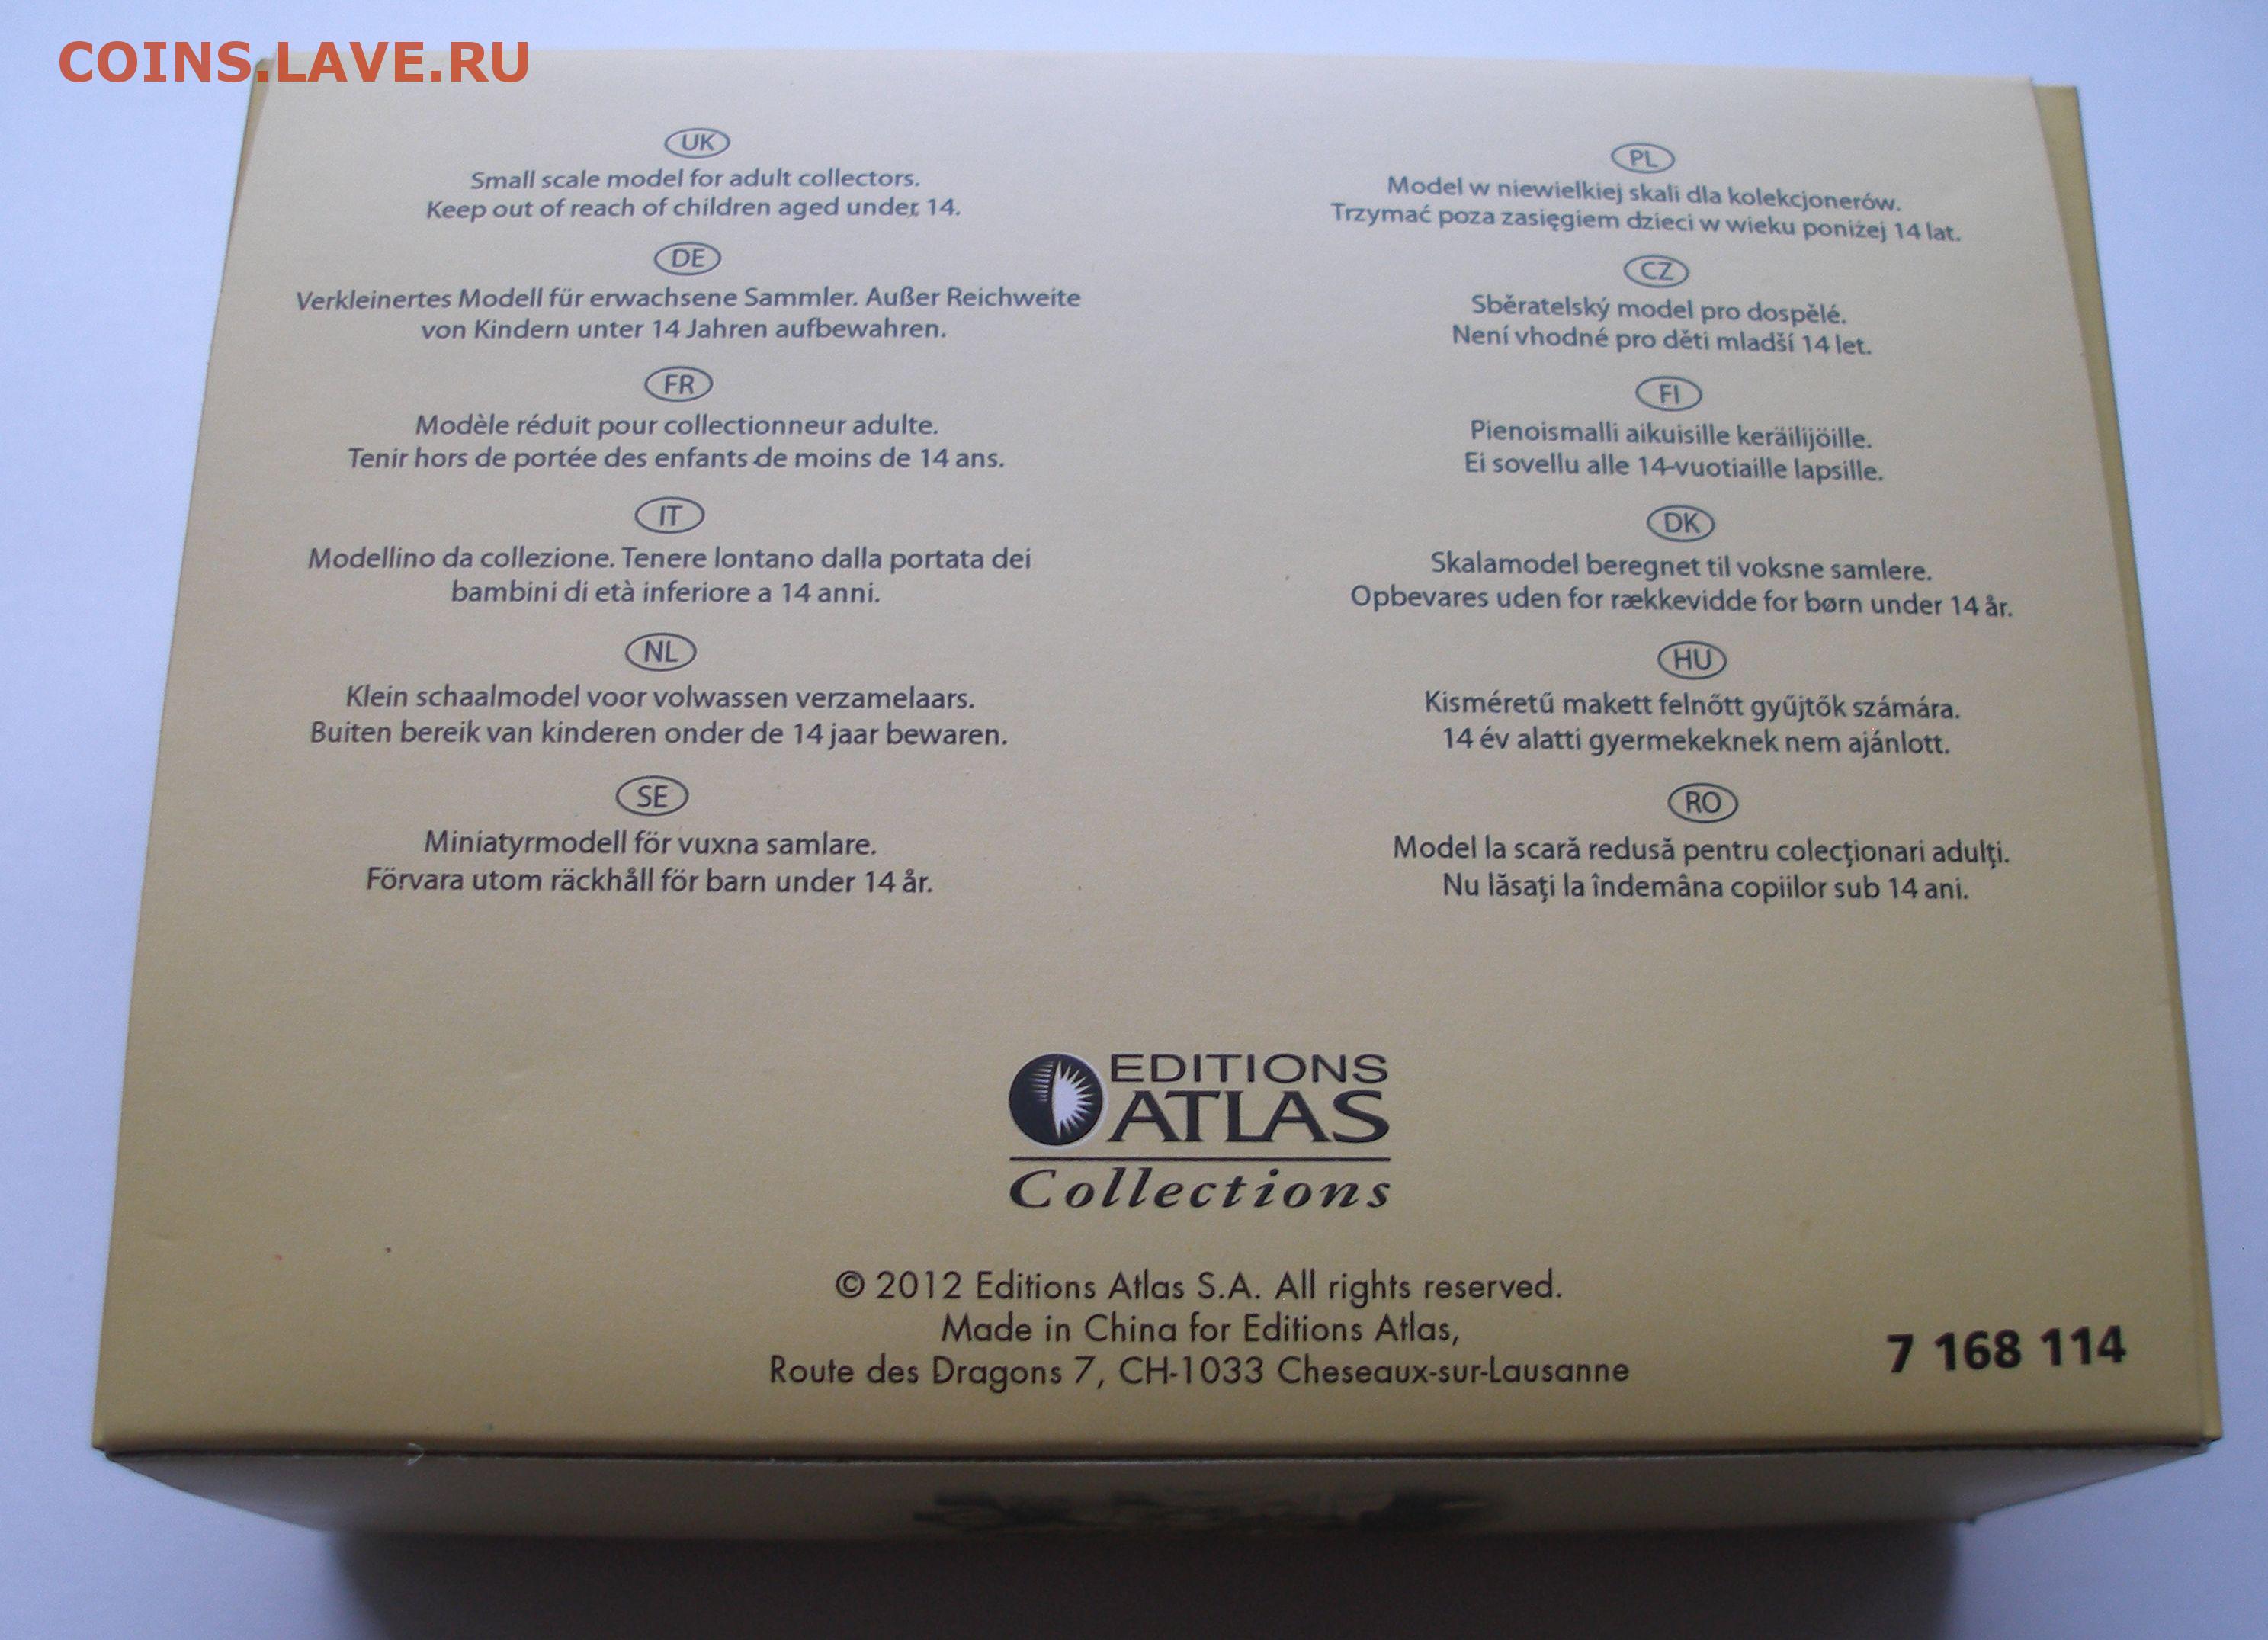 COINS.LAVE.RU
UK
Small scale model for adult collectors.
Keep out of reach of children aged under 14.
DE
Verkleinertes Modell für erwachsene Sammler. Außer Reichweite
von Kindern unter 14 Jahren aufbewahren.
FR
Modèle réduit pour collectionneur adulte.
Tenir hors de portée des enfants de moins de 14 ans.
IT
Modellino da collezione. Tenere lontano dalla portata dei
bambini di età inferiore a 14 anni.
NL
Klein schaalmodel voor volwassen verzamelaars.
Buiten bereik van kinderen onder de 14 jaar bewaren.
SE
Miniatyrmodell för vuxna samlare.
Förvara utom räckhåll för barn under 14 år.
PL
Model w niewielkiej skali dla kolekcjonerów.
Trzymać poza zasięgiem dzieci w wieku poniżej 14 lat.
CZ
Sběratelský model pro dospělé.
Není vhodné pro děti mladší 14 let.
FI
Pienoismalli aikuisille keräilijöille.
Ei sovellu alle 14-vuotiaille lapsille.
DK
Skalamodel beregnet til voksne samlere.
Opbevares uden for rækkevidde for børn under 14 år.
HU
Kisméretű makett felnőtt gyűjtők számára.
14 év alatti gyermekeknek nem ajánlott.
RO
Model la scară redusă pentru colecţionari adulţi.
Nu lăsaţi la îndemâna copiilor sub 14 ani.
EDITIONS
ATLAS
Collections
© 2012 Editions Atlas S.A. All rights reserved.
Made in China for Editions Atlas,
Route des Dragons 7, CH-1033 Cheseaux-sur-Lausanne
7 168 114